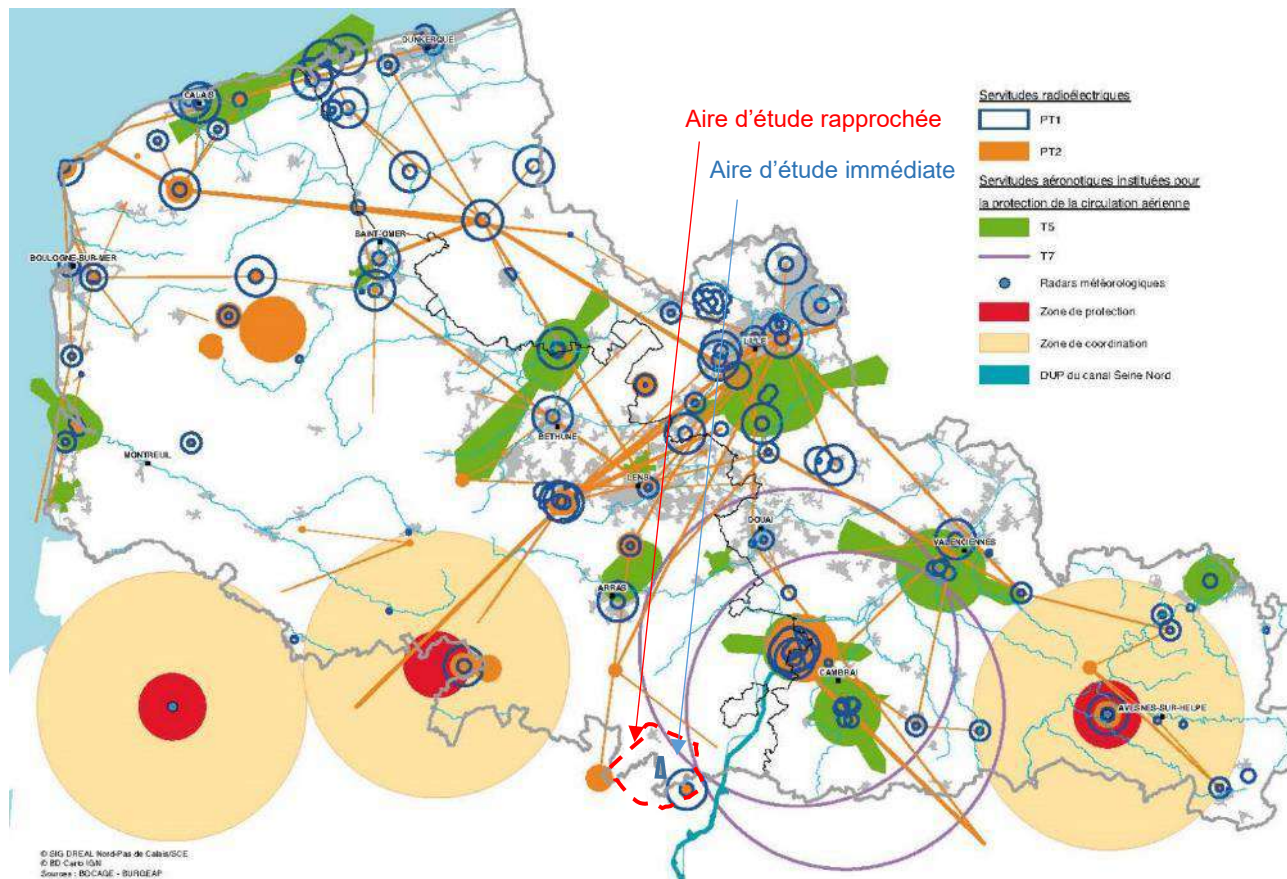 DUNKERQUE
CALAIS
Aire d'étude rapprochée
Aire d'étude immédiate
SAINT-OMER
BOULOGNE-SUR-MER
LILLE
BETHUNE
MONTREUIL
LENS
DOUAI
VALENCIENNES
ARRAS
CAMBRAI
AVESNES-SUR-HELPE
Servitudes radioélectriques
PT1
PT2
Servitudes aéronotiques instituées pour
la protection de la circulation aérienne
T5
T7
Radars météorologiques
Zone de protection
Zone de coordination
DUP du canal Seine Nord
© SIG DREAL Nord-Pas de Calais/SCE
© BD Carto IGN
Sources : BOCAGE - BURGEAP